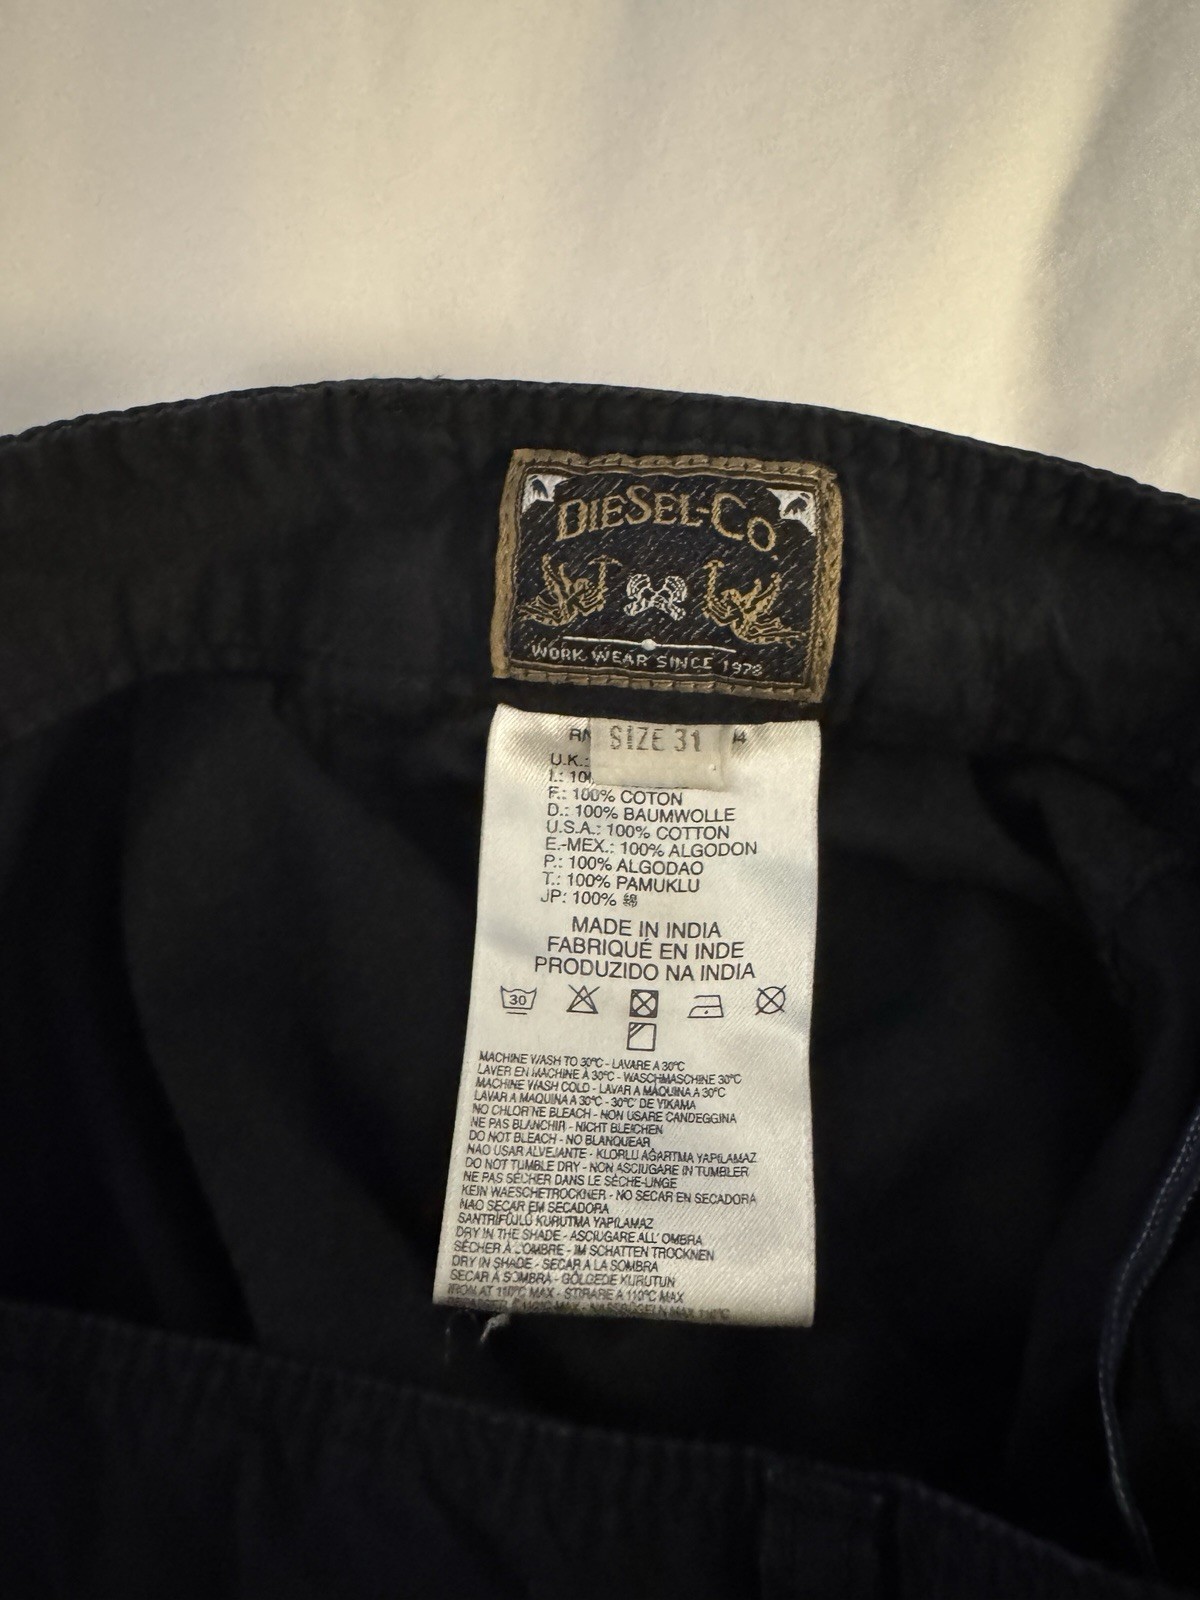 DIESEL-CO
WORK WEAR SINCE 1978
SIZE 31
U.K.:
F.: 100% COTON
D.: 100% BAUMWOLLE
U.S.A.: 100% COTTON
E.-MEX.: 100% ALGODON
P.: 100% ALGODAO
T.: 100% PAMUKLU
JP: 100% 綿
MADE IN INDIA
FABRIQUÉ EN INDE
PRODUZIDO NA INDIA
30
MACHINE WASH TO 30°C - LAVARE A 30°C
LAVER EN MACHINE À 30°C - WASCHMASCHINE 30°C
MACHINE WASH COLD - LAVAR A MÁQUINA A 30°C
LAVAR A MAQUINA A 30°C - 30°C' DE YIKAMA
NO CHLORINE BLEACH - NON USARE CANDEGGINA
NE PAS BLANCHIR - NICHT BLEICHEN
DO NOT BLEACH - NO BLANQUEAR
NÃO USAR ALVEJANTE - KLORLU AĞARTMA YAPILAMAZ
DO NOT TUMBLE DRY - NON ASCIUGARE IN TUMBLER
NE PAS SÉCHER DANS LE SÈCHE-LINGE
KEIN WAESCHETROCKNER - NO SECAR EN SECADORA
NAO SECAR EM SECADORA
SANTRIFÜJLÜ KURUTMA YAPILAMAZ
DRY IN THE SHADE - ASCIUGARE ALL' OMBRA
SÉCHER À L'OMBRE - IM SCHATTEN TROCKNEN
DRY IN SHADE - SECAR A LA SOMBRA
SECAR À SOMBRA - GÖLGEDE KURUTUN
IRON AT 110°C MAX - STIRARE A 110°C MAX